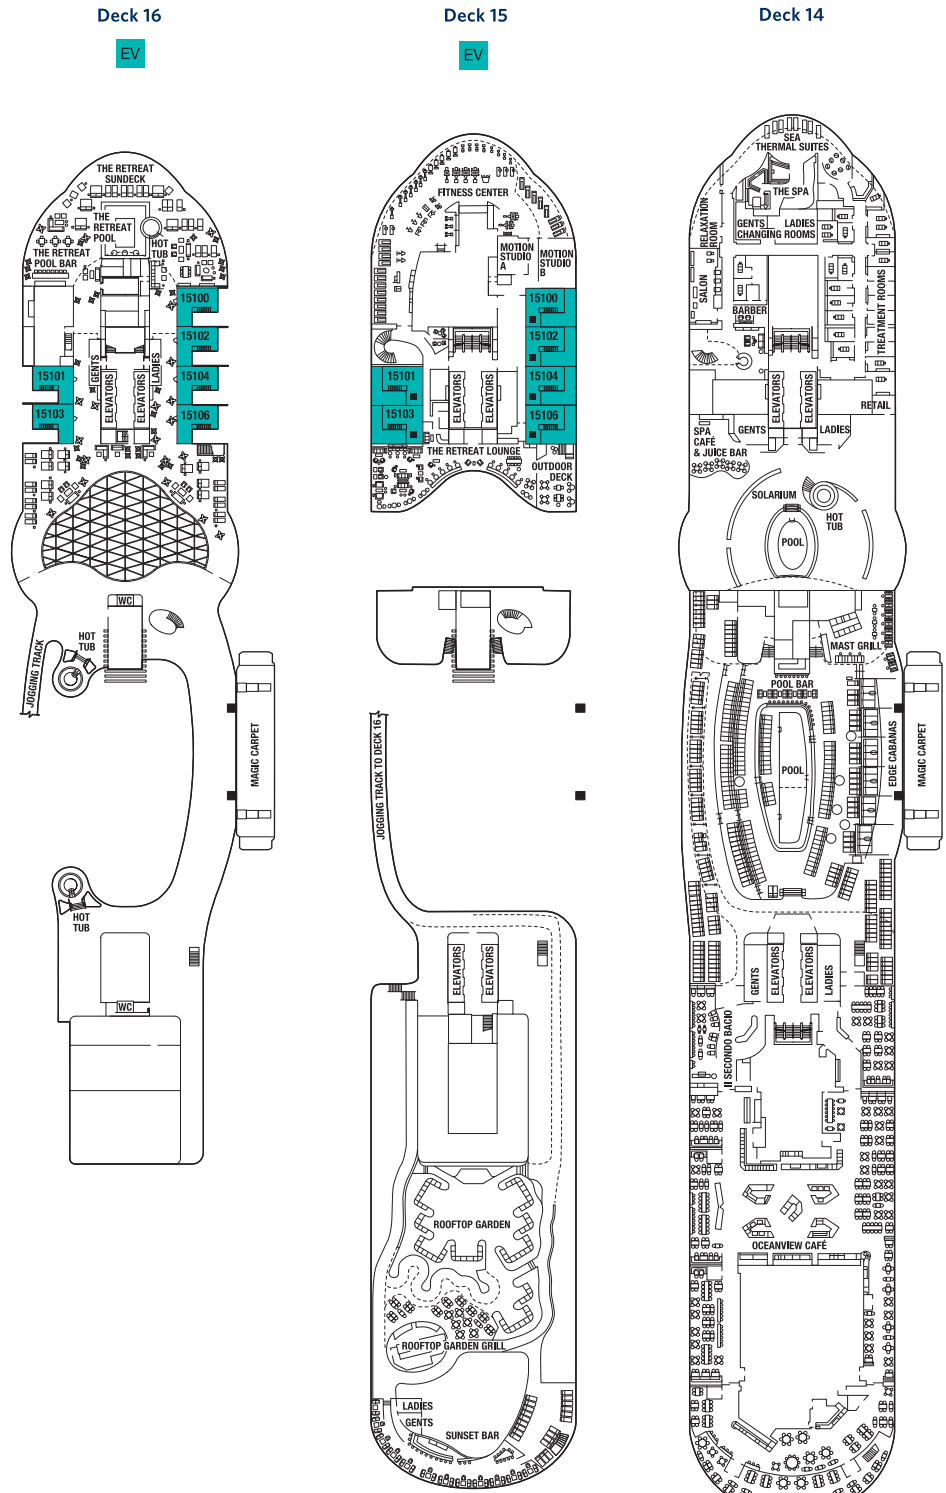 Deck 16
EV
THE RETREAT
SUNDECK
THE
RETREAT
POOL
HOT
TUB
THE RETREAT
POOL BAR
15100
15102
15104
15106
15101
15103
GENTS
ELEVATORS
ELEVATORS
LADIES
WC
HOT
TUB
JOGGING TRACK
MAGIC CARPET
HOT
TUB
WC
Deck 15
EV
FITNESS CENTER
MOTION
STUDIO
A
MOTION
STUDIO
B
15100
15102
15104
15106
15101
15103
ELEVATORS
ELEVATORS
THE RETREAT LOUNGE
OUTDOOR
DECK
JOGGING TRACK TO DECK 16
ELEVATORS
ELEVATORS
ROOFTOP GARDEN
ROOFTOP GARDEN GRILL
LADIES
GENTS
SUNSET BAR
Deck 14
SEA
THERMAL SUITES
THE SPA
RELAXATION
ROOM
GENTS
LADIES
CHANGING ROOMS
SALON
BARBER
TREATMENT ROOMS
ELEVATORS
ELEVATORS
RETAIL
GENTS
LADIES
SPA
CAFÉ
& JUICE BAR
SOLARIUM
HOT
TUB
POOL
MAST GRILL
POOL BAR
POOL
EDGE CABANAS
MAGIC CARPET
GENTS
ELEVATORS
ELEVATORS
LADIES
Il SECONDO BACIO
OCEANVIEW CAFÉ